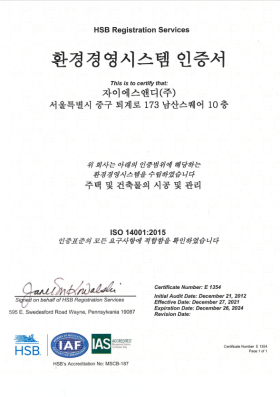 HSB Registration Services
환경경영시스템 인증서
This is to certify that:
자이에스앤디(주)
서울특별시 중구 퇴계로 173 남산스퀘어 10층
위 회사는 아래의 인증범위에 해당하는
환경경영시스템을 수립하였습니다
주택 및 건축물의 시공 및 관리
ISO 14001:2015
인증표준의 모든 요구사항에 적합함을 확인하였습니다
Signed on behalf of HSB Registration Services
595 E. Swedesford Road Wayne, Pennsylvania 19087
Certificate Number: E 1354
Initial Audit Date: December 21, 2012
Effective Date: December 27, 2021
Expiration Date: December 26, 2024
Revision Date:
HSB
IAF
IAS
ACCREDITED
HSB's Accreditation No: MSCB-187
Certificate Number E 1354
Page 1 of 1